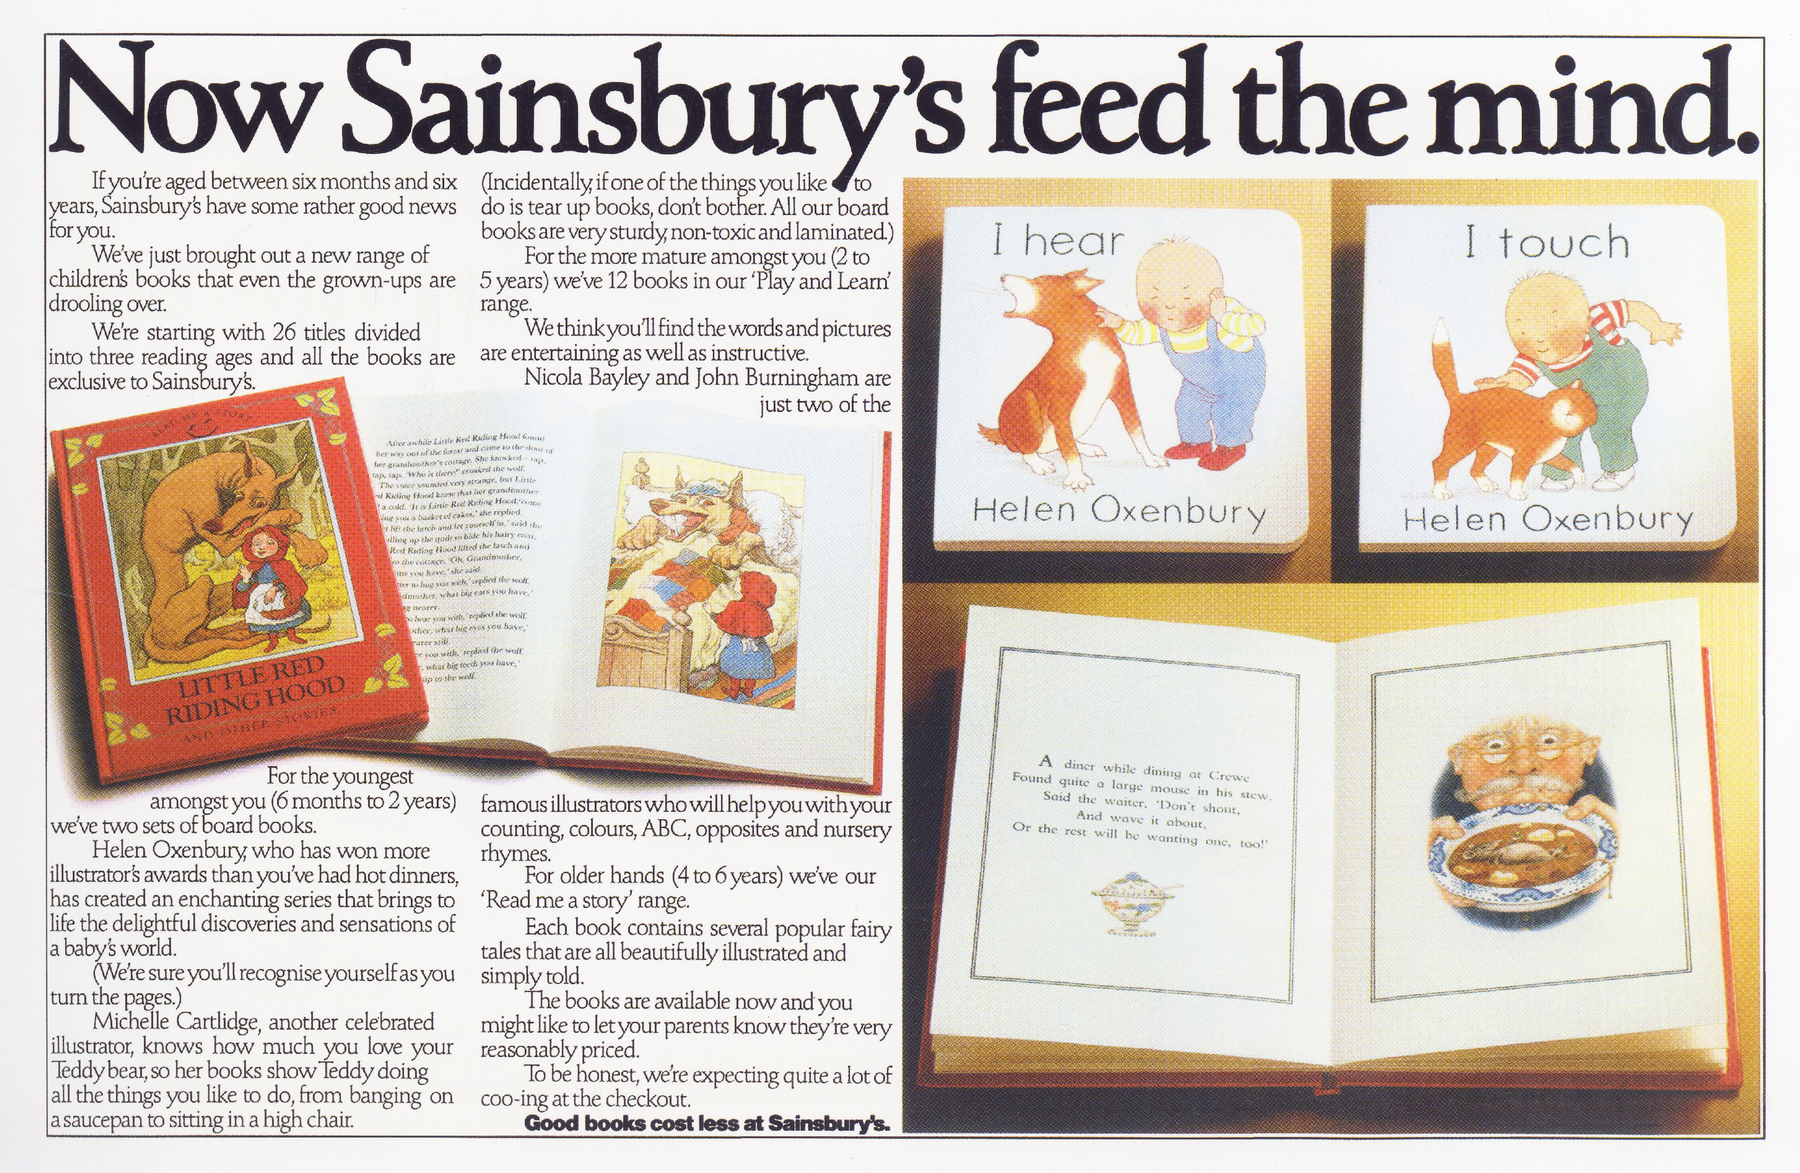 Now Sainsbury's feed the mind.
If you're aged between six months and six
years, Sainsbury's have some rather good news
for you.
We've just brought out a new range of
children's books that even the grown-ups are
drooling over.
We're starting with 26 titles divided
into three reading ages and all the books are
exclusive to Sainsbury's.
READ ME A STORY
LITTLE RED
RIDING HOOD
AND OTHER STORIES
After awhile Little Red Riding Hood found
her way out of the forest and came to the door of
her grandmother's cottage. She knocked – tap,
tap, tap. 'Who is there?' croaked the wolf.
The voice sounded very strange, but Little
Red Riding Hood knew that her grandmother
a cold. 'It is Little Red Riding Hood, come
ing you a basket of cakes,' she replied.
lift the latch and let yourself in,' said the
lling up the quilt to hide his hairy coat.
Red Riding Hood lifted the latch and
to the cottage. 'Oh, Grandmother,
you have,' she said.
to hug you with,' replied the wolf.
dmother, what big ears you have,'
g nearer.
to hear you with,' replied the wolf.
other, what big eyes you have,'
nearer still.
you with,' replied the wolf.
, what big teeth you have,'
up to the wolf.
For the youngest
amongst you (6 months to 2 years)
we've two sets of board books.
Helen Oxenbury, who has won more
illustrator's awards than you've had hot dinners,
has created an enchanting series that brings to
life the delightful discoveries and sensations of
a baby's world.
(We're sure you'll recognise yourself as you
turn the pages.)
Michelle Cartlidge, another celebrated
illustrator, knows how much you love your
Teddy bear, so her books show Teddy doing
all the things you like to do, from banging on
a saucepan to sitting in a high chair.
(Incidentally, if one of the things you like to
do is tear up books, don't bother. All our board
books are very sturdy, non-toxic and laminated.)
For the more mature amongst you (2 to
5 years) we've 12 books in our 'Play and Learn'
range.
We think you'll find the words and pictures
are entertaining as well as instructive.
Nicola Bayley and John Burningham are
just two of the
famous illustrators who will help you with your
counting, colours, ABC, opposites and nursery
rhymes.
For older hands (4 to 6 years) we've our
'Read me a story' range.
Each book contains several popular fairy
tales that are all beautifully illustrated and
simply told.
The books are available now and you
might like to let your parents know they're very
reasonably priced.
To be honest, we're expecting quite a lot of
coo-ing at the checkout.
Good books cost less at Sainsbury's.
I hear
Helen Oxenbury
I touch
Helen Oxenbury
A diner while dining at Crewe
Found quite a large mouse in his stew.
Said the waiter, 'Don't shout,
And wave it about,
Or the rest will be wanting one, too!'